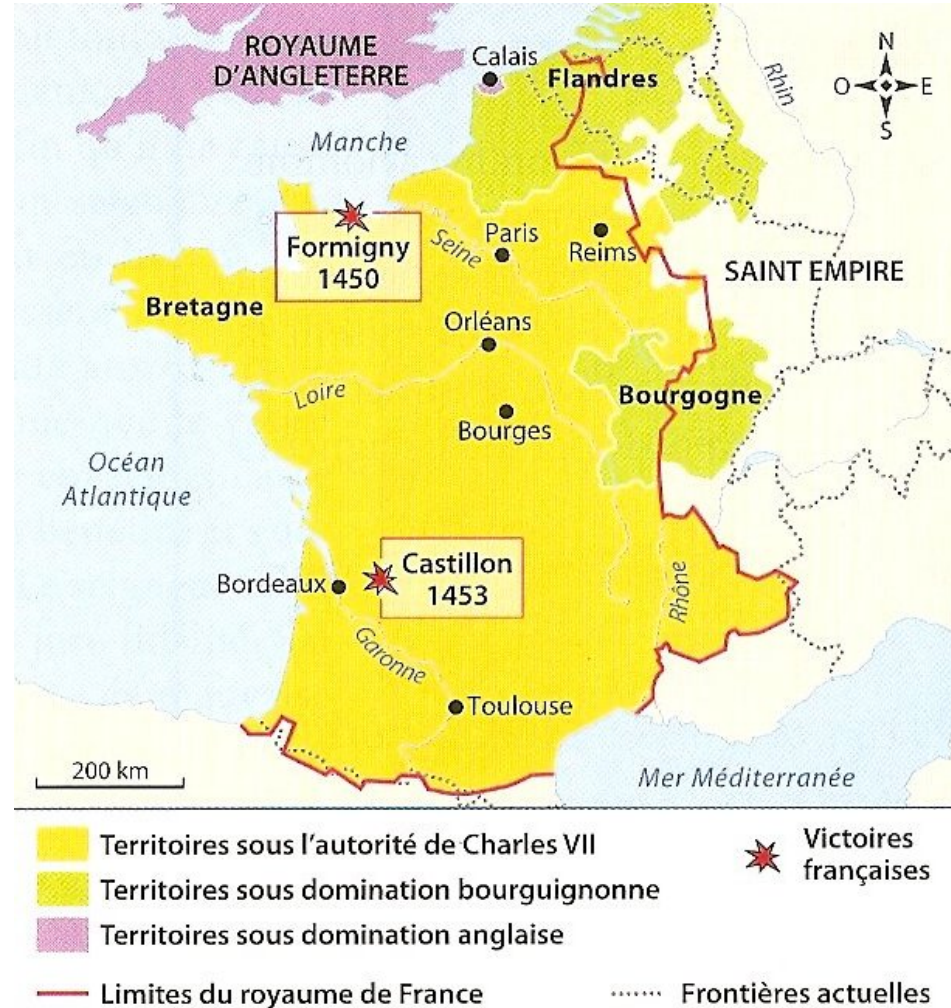 ROYAUME
D'ANGLETERRE
Calais
Flandres
Rhin
N
O
E
S
Manche
Formigny
1450
Seine
Paris
Reims
SAINT EMPIRE
Bretagne
Orléans
Loire
Bourgogne
Bourges
Océan
Atlantique
Castillon
1453
Bordeaux
Rhône
Garonne
Toulouse
200 km
Mer Méditerranée
Territoires sous l'autorité de Charles VII
Territoires sous domination bourguignonne
Territoires sous domination anglaise
Limites du royaume de France
Victoires
françaises
Frontières actuelles